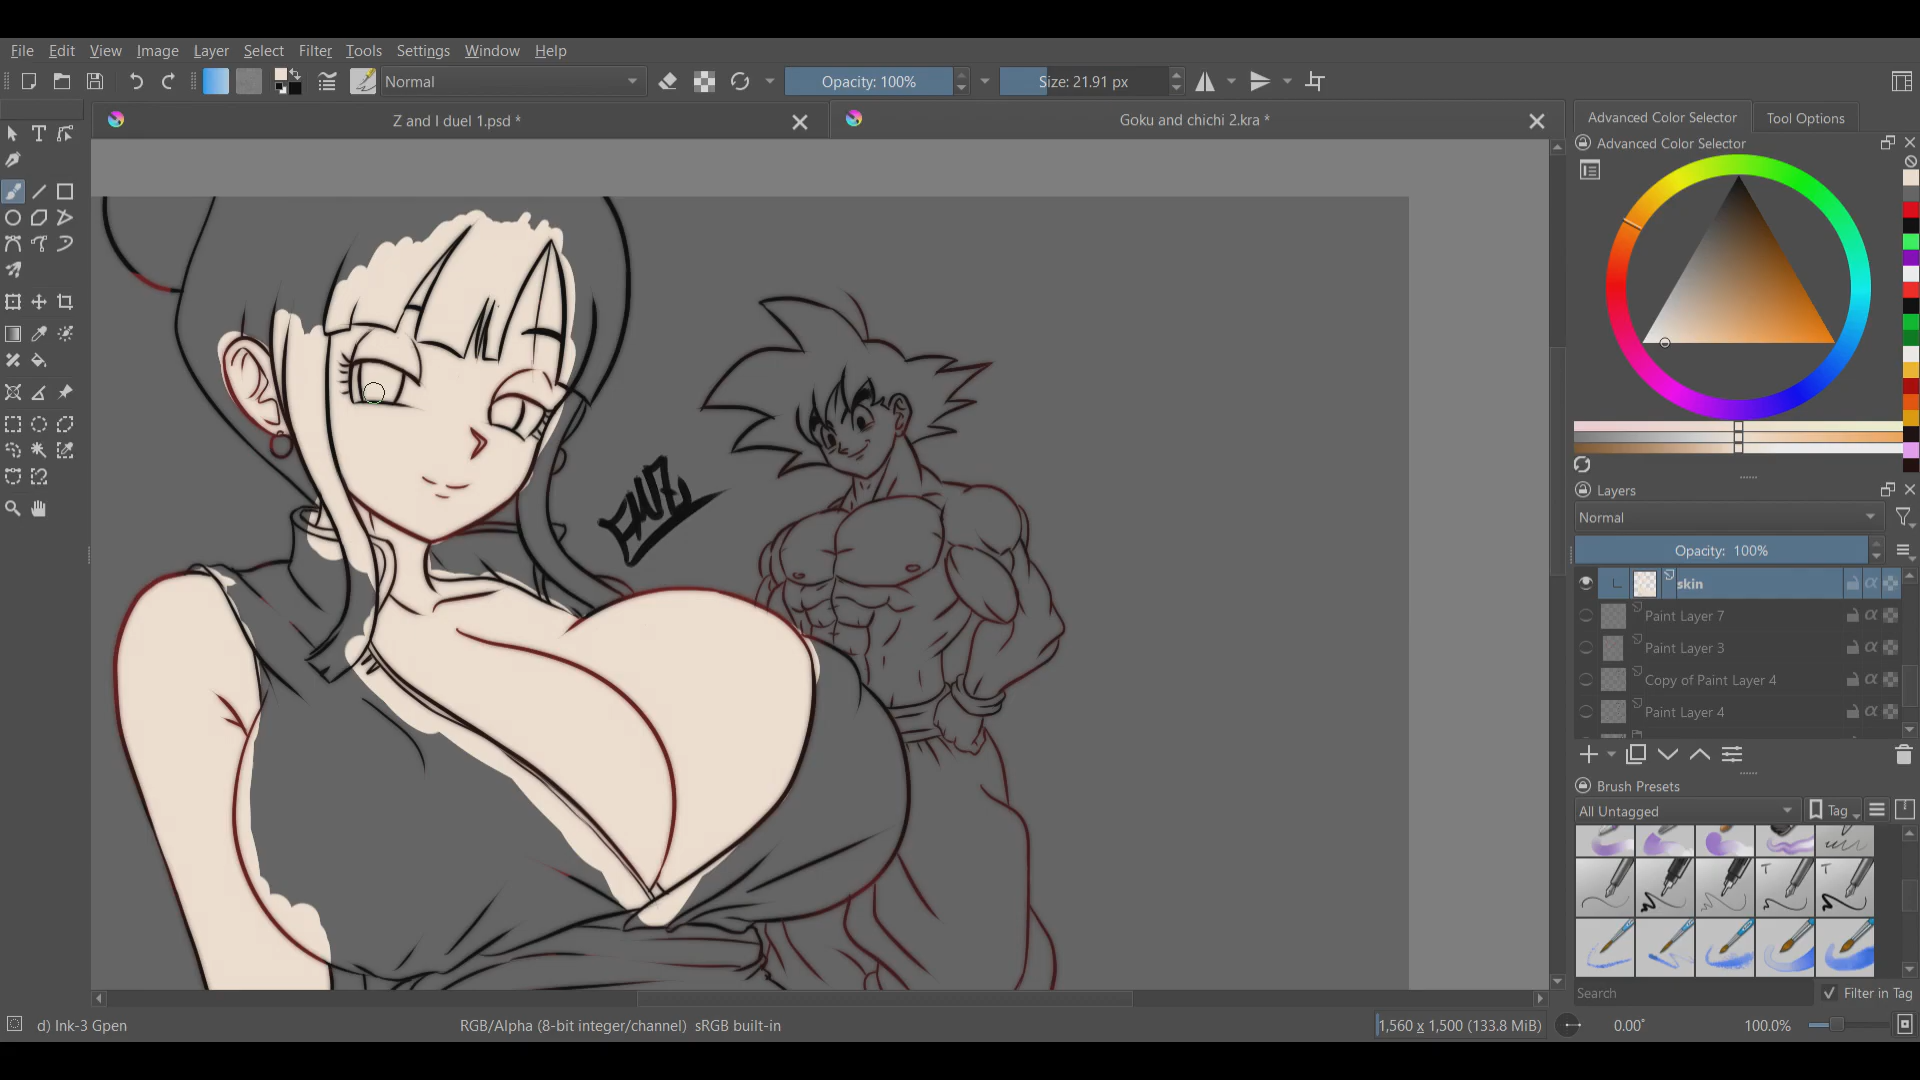 File Edit View Image Layer Select Filter Tools Settings Window Help
Normal Opacity: 100% Size: 21.91 px
Z and I duel 1.psd * Goku and chichi 2.kra *
Advanced Color Selector Tool Options
Advanced Color Selector
Layers
Normal
Opacity: 100%
skin
Paint Layer 7
Paint Layer 3
Copy of Paint Layer 4
Paint Layer 4
Brush Presets
All Untagged Tag
T T
Search Filter in Tag
d) Ink-3 Gpen RGB/Alpha (8-bit integer/channel) sRGB built-in 1,560 x 1,500 (133.8 MiB) 0.00° 100.0%